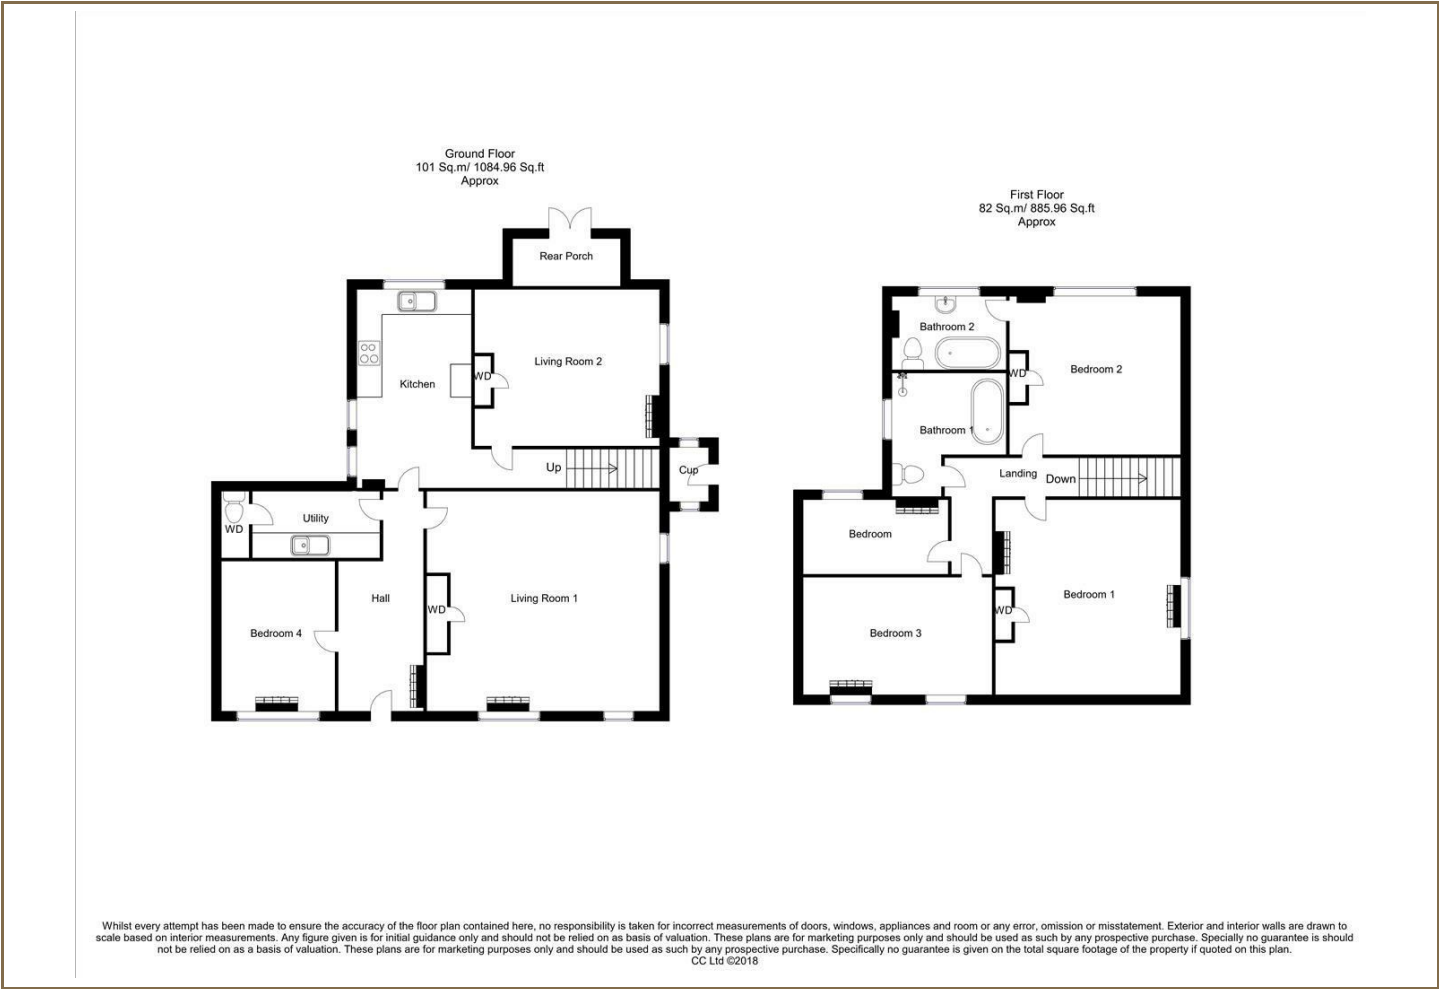 Ground Floor
101 Sq.m/ 1084.96 Sq.ft
Approx
First Floor
82 Sq.m/ 885.96 Sq.ft
Approx
Rear Porch
Kitchen
WD
Living Room 2
Up
Cup
WD
Utility
Bedroom 4
Hall
WD
Living Room 1
Bathroom 2
WD
Bedroom 2
Bathroom 1
Landing
Down
Bedroom
Bedroom 3
WD
Bedroom 1
Whilst every attempt has been made to ensure the accuracy of the floor plan contained here, no responsibility is taken for incorrect measurements of doors, windows, appliances and room or any error, omission or misstatement. Exterior and interior walls are drawn to
scale based on interior measurements. Any figure given is for initial guidance only and should not be relied on as basis of valuation. These plans are for marketing purposes only and should be used as such by any prospective purchase. Specially no guarantee is should
not be relied on as a basis of valuation. These plans are for marketing purposes only and should be used as such by any prospective purchase. Specifically no guarantee is given on the total square footage of the property if quoted on this plan.
CC Ltd ©2018